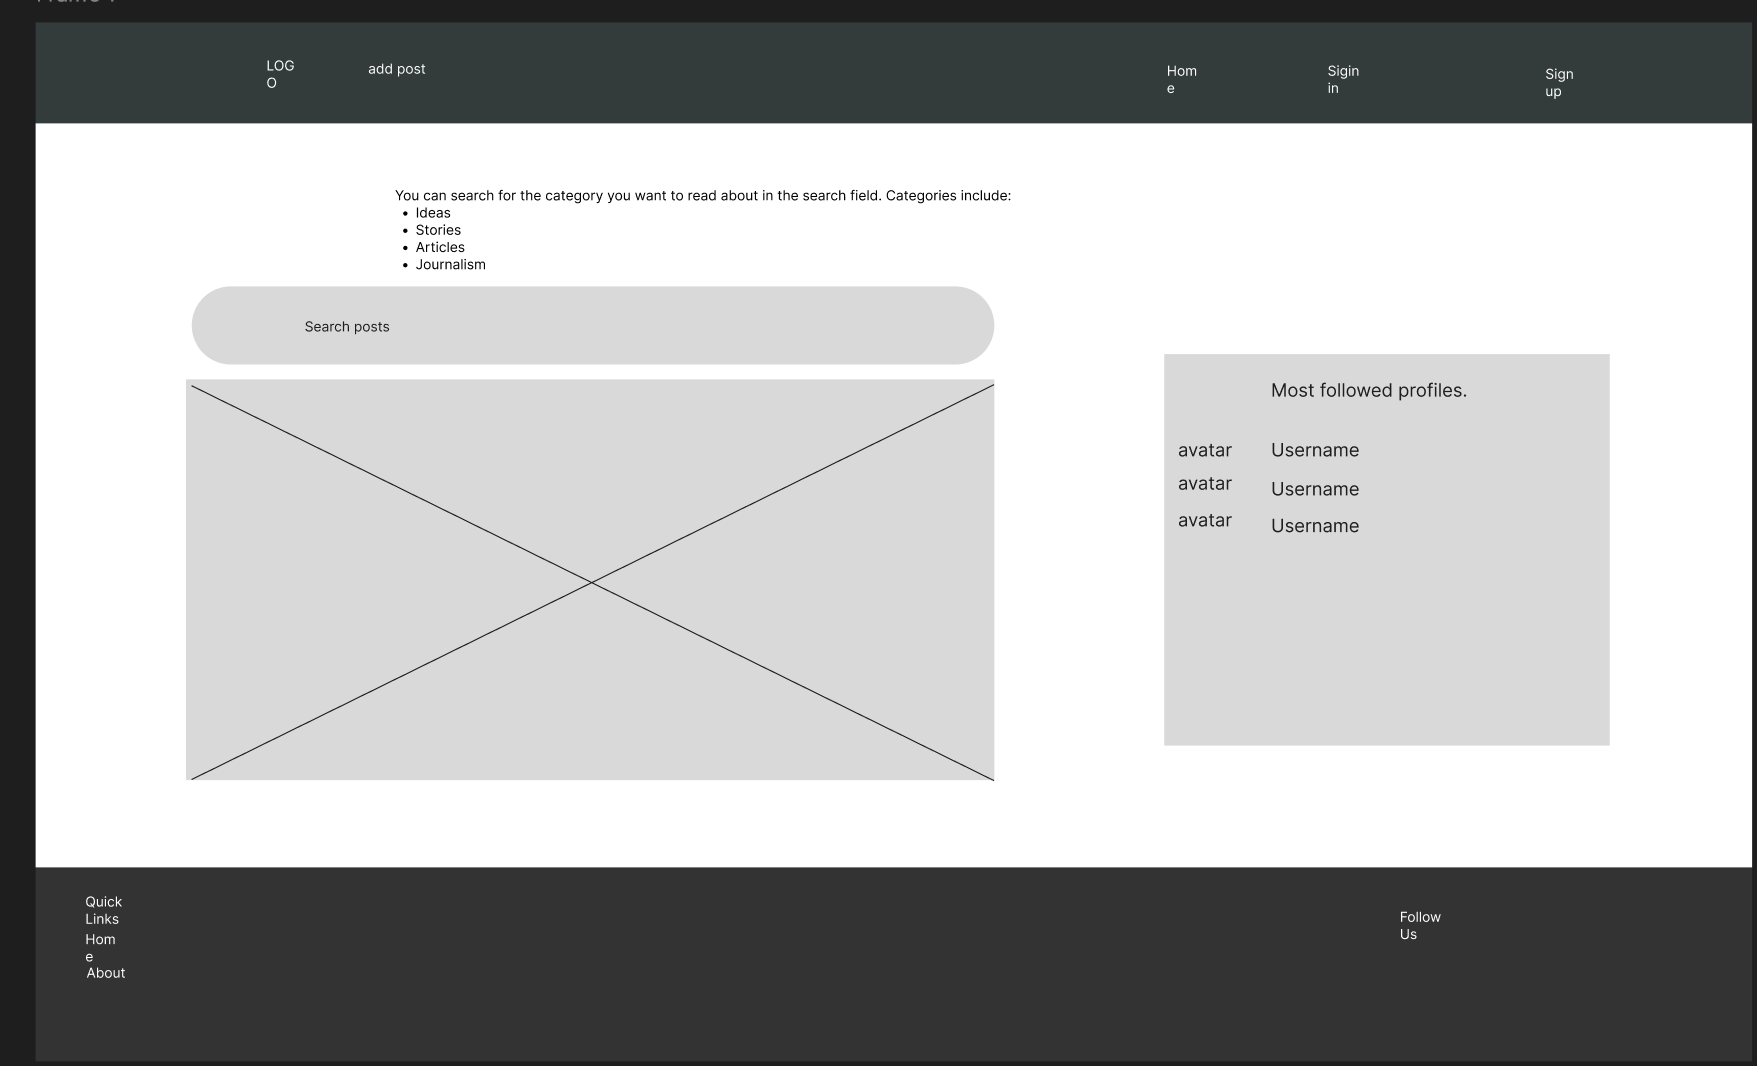 LOG
O
add post
Hom
e
Sigin
in
Sign
up
You can search for the category you want to read about in the search field. Categories include:
• Ideas
• Stories
• Articles
• Journalism
Search posts
Most followed profiles.
avatar Username
avatar Username
avatar Username
Quick
Links
Hom
e
About
Follow
Us